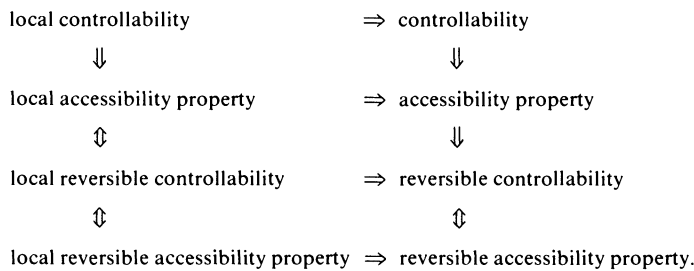 local controllability ⇒ controllability
⇓ ⇓
local accessibility property ⇒ accessibility property
⇕ ⇓
local reversible controllability ⇒ reversible controllability
⇕ ⇕
local reversible accessibility property ⇒ reversible accessibility property.